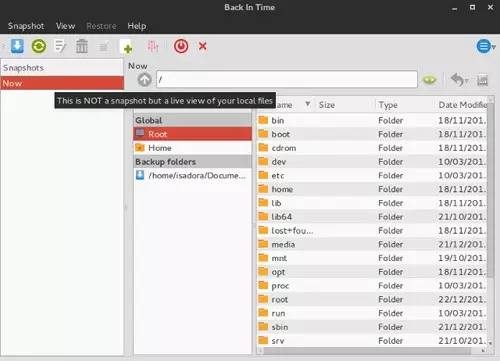 Back In Time
Snapshot View Restore Help
Snapshots
Now
Now
/
This is NOT a snapshot but a live view of your local files
Global
Root
Home
Backup folders
/home/isadora/Docume...
Size Type Date Modifie
bin Folder 18/11/201.
boot Folder 18/11/201.
cdrom Folder 18/11/201.
dev Folder 10/03/201.
etc Folder 10/03/201.
home Folder 18/11/201.
lib Folder 18/11/201.
lib64 Folder 21/10/201.
lost+fou... Folder 18/11/201.
media Folder 21/12/201.
mnt Folder 19/10/201.
opt Folder 18/11/201.
proc Folder 10/03/201.
root Folder 22/12/201.
run Folder 10/03/201.
sbin Folder 21/12/201.
srv Folder 21/10/201.